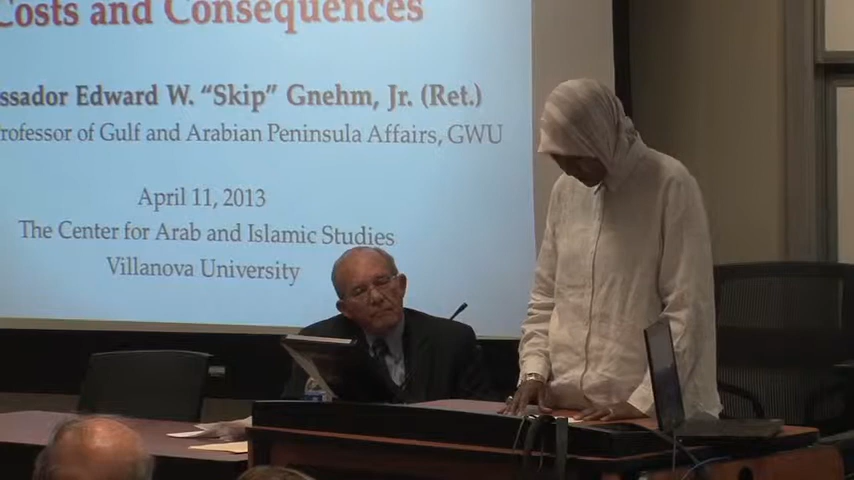 Costs and Consequences
ssador Edward W. "Skip" Gnehm, Jr. (Ret.)
rofessor of Gulf and Arabian Peninsula Affairs, GWU
April 11, 2013
The Center for Arab and Islamic Studies
Villanova University